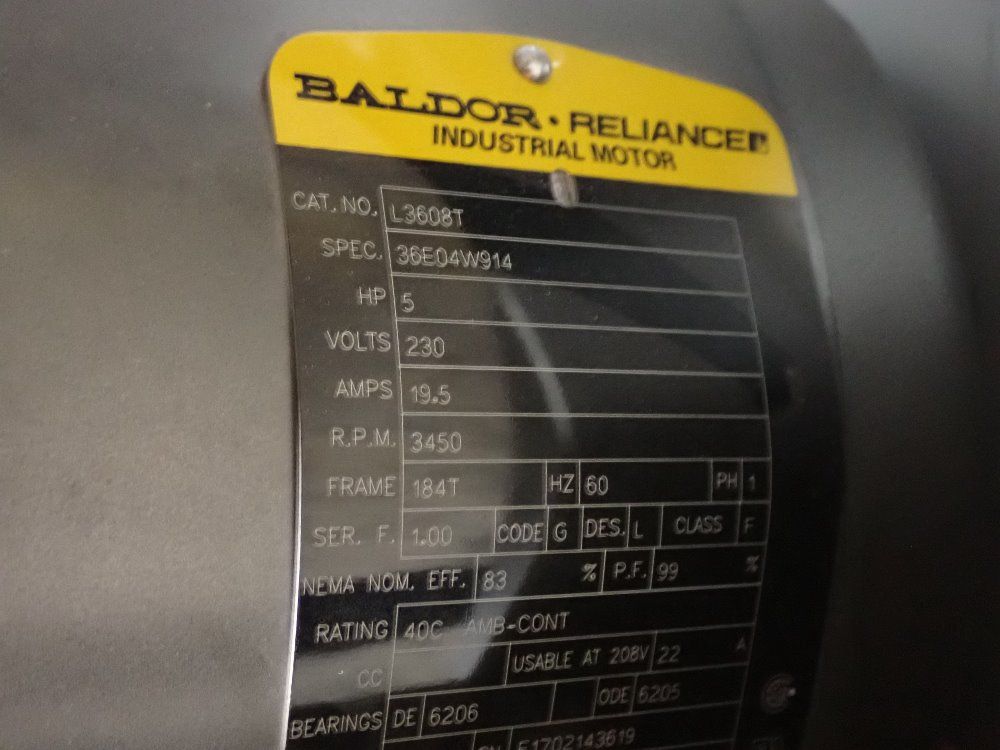 BALDOR • RELIANCE
INDUSTRIAL MOTOR
CAT. NO. L3608T
SPEC. 36E04W914
HP 5
VOLTS 230
AMPS 19.5
R.P.M. 3450
FRAME 184T HZ 60 PH 1
SER. F. 1.00 CODE G DES. L CLASS F
NEMA NOM. EFF. 83 % P.F. 99 %
RATING 40C AMB-CONT
CC USABLE AT 208V 22 A
BEARINGS DE 6206 ODE 6205
SN F1702143619